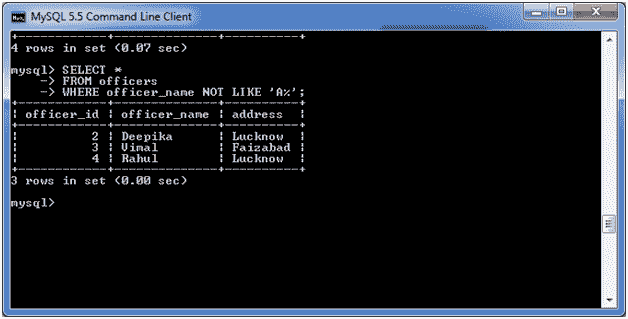 MySQL 5.5 Command Line Client
4 rows in set (0.07 sec)
mysql> SELECT *
-> FROM officers
-> WHERE officer_name NOT LIKE 'A%';
| officer_id | officer_name | address |
| 2 | Deepika | Lucknow |
| 3 | Vimal | Faizabad |
| 4 | Rahul | Lucknow |
3 rows in set (0.00 sec)
mysql>